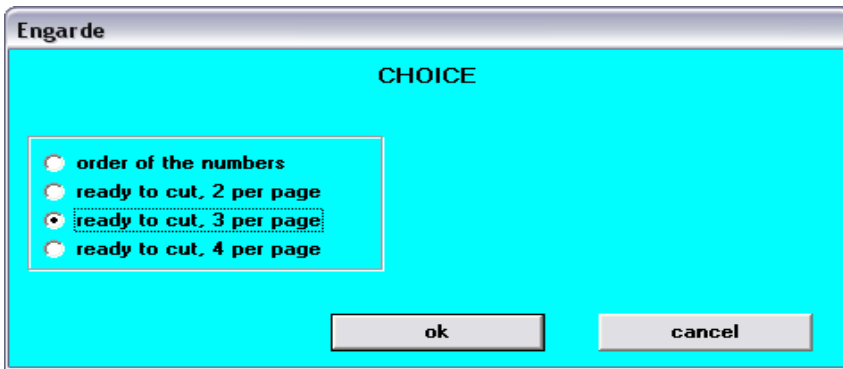 Engarde
CHOICE
order of the numbers
ready to cut, 2 per page
ready to cut, 3 per page
ready to cut, 4 per page
ok cancel